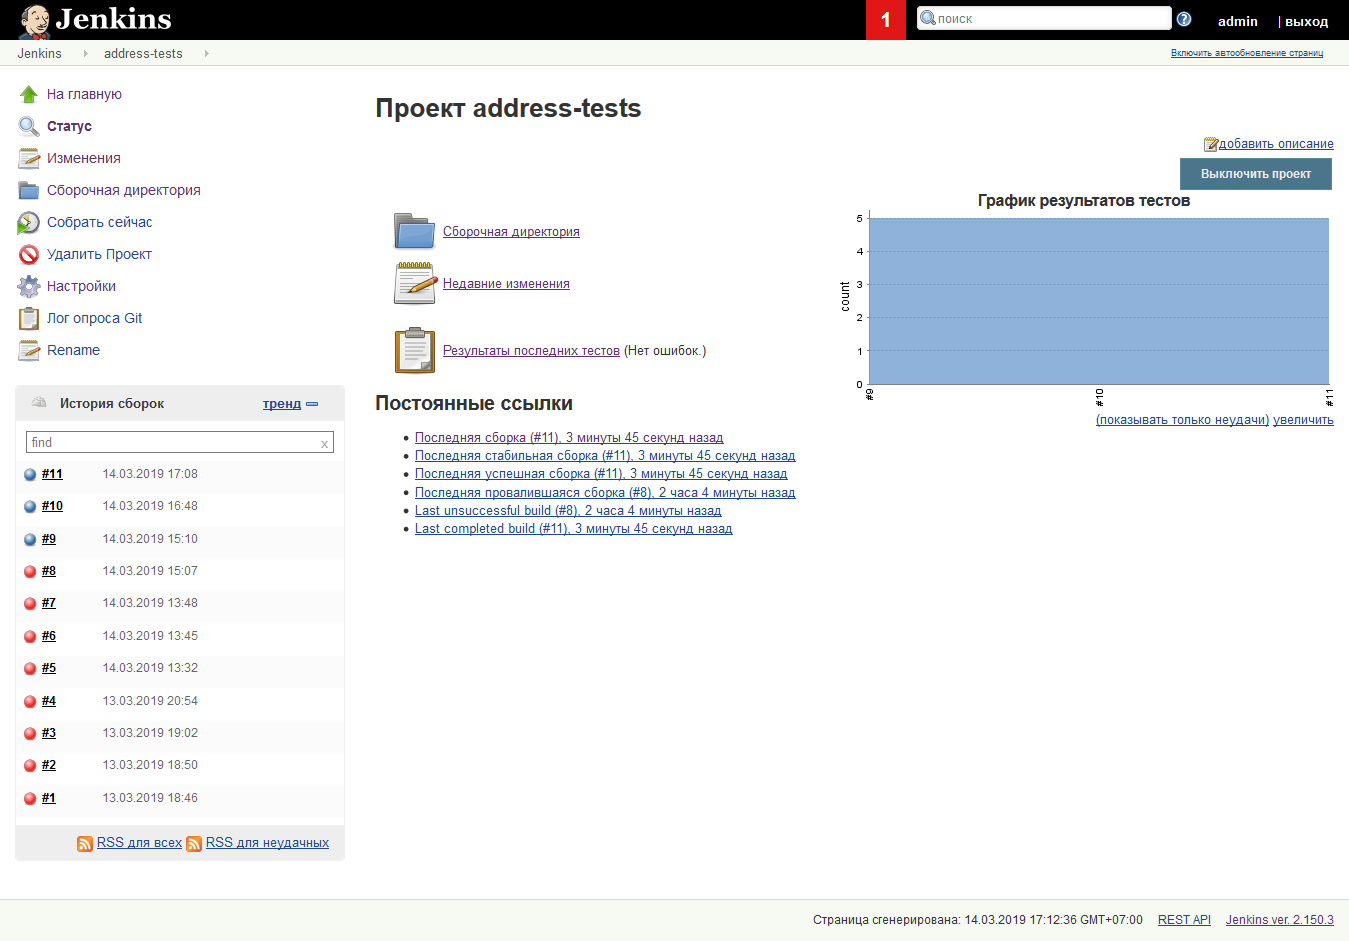 Jenkins
1
поиск
admin
| выход
Jenkins
address-tests
Включить автообновление страниц
На главную
Статус
Изменения
Сборочная директория
Собрать сейчас
Удалить Проект
Настройки
Лог опроса Git
Rename
История сборок
тренд
find
x
#11 14.03.2019 17:08
#10 14.03.2019 16:48
#9 14.03.2019 15:10
#8 14.03.2019 15:07
#7 14.03.2019 13:48
#6 14.03.2019 13:45
#5 14.03.2019 13:32
#4 13.03.2019 20:54
#3 13.03.2019 19:02
#2 13.03.2019 18:50
#1 13.03.2019 18:46
RSS для всех RSS для неудачных
Проект address-tests
добавить описание
Выключить проект
Сборочная директория
Недавние изменения
Результаты последних тестов (Нет ошибок.)
График результатов тестов
count
5
4
3
2
1
0
#9
#10
#11
(показывать только неудачи) увеличить
Постоянные ссылки
Последняя сборка (#11), 3 минуты 45 секунд назад
Последняя стабильная сборка (#11), 3 минуты 45 секунд назад
Последняя успешная сборка (#11), 3 минуты 45 секунд назад
Последняя провалившаяся сборка (#8), 2 часа 4 минуты назад
Last unsuccessful build (#8), 2 часа 4 минуты назад
Last completed build (#11), 3 минуты 45 секунд назад
Страница сгенерирована: 14.03.2019 17:12:36 GMT+07:00
REST API
Jenkins ver. 2.150.3